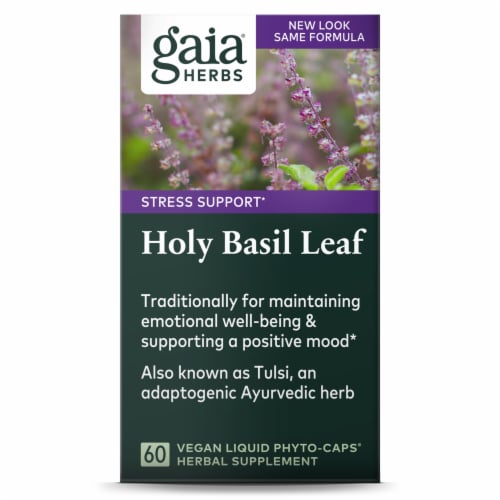 gaia
HERBS
NEW LOOK
SAME FORMULA
STRESS SUPPORT*
Holy Basil Leaf
Traditionally for maintaining
emotional well-being &
supporting a positive mood*
Also known as Tulsi, an
adaptogenic Ayurvedic herb
60 VEGAN LIQUID PHYTO-CAPS®
HERBAL SUPPLEMENT